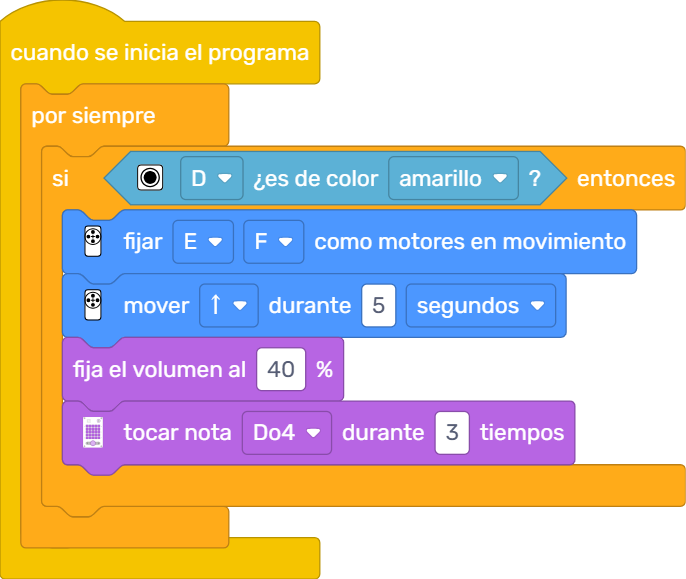 cuando se inicia el programa
por siempre
si D ¿es de color amarillo ? entonces
fijar E F como motores en movimiento
mover ↑ durante 5 segundos
fija el volumen al 40 %
tocar nota Do4 durante 3 tiempos